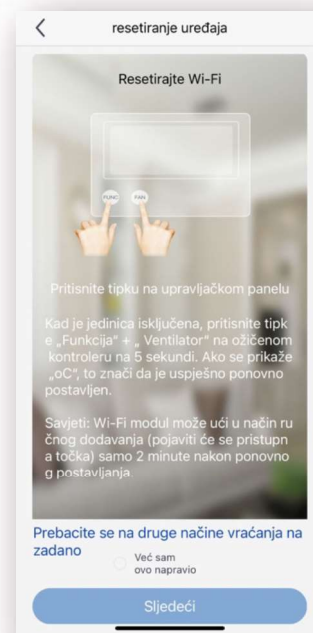 resetiranje uređaja
Resetirajte Wi-Fi
FUNC FAN
Pritisnite tipku na upravljačkom panelu
Kad je jedinica isključena, pritisnite tipk
e „Funkcija“ + „ Ventilator“ na ožičenom
kontroleru na 5 sekundi. Ako se prikaže
„oC“, to znači da je uspješno ponovno
postavljen.
Savjeti: Wi-Fi modul može ući u način ru
čnog dodavanja (pojaviti će se pristupn
a točka) samo 2 minute nakon ponovno
g postavljanja.
Prebacite se na druge načine vraćanja na
zadano
Već sam
ovo napravio
Sljedeći